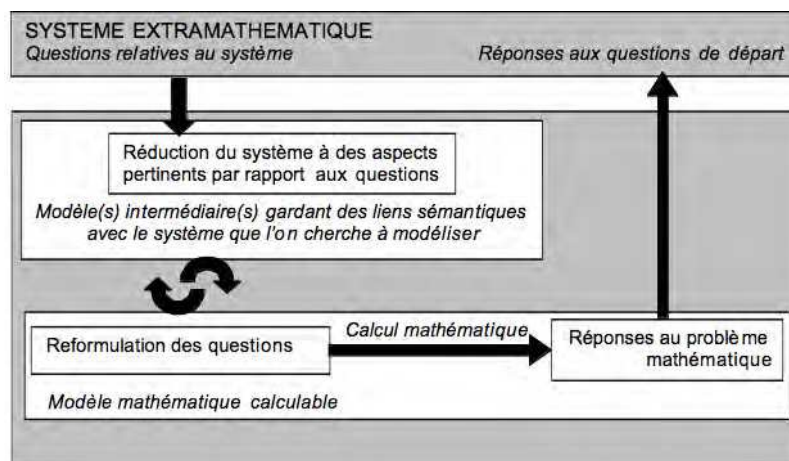 SYSTEME EXTRAMATHEMATIQUE
Questions relatives au système
Réponses aux questions de départ
Réduction du système à des aspects
pertinents par rapport aux questions
Modèle(s) intermédiaire(s) gardant des liens sémantiques
avec le système que l'on cherche à modéliser
Reformulation des questions
Calcul mathématique
Réponses au problème
mathématique
Modèle mathématique calculable